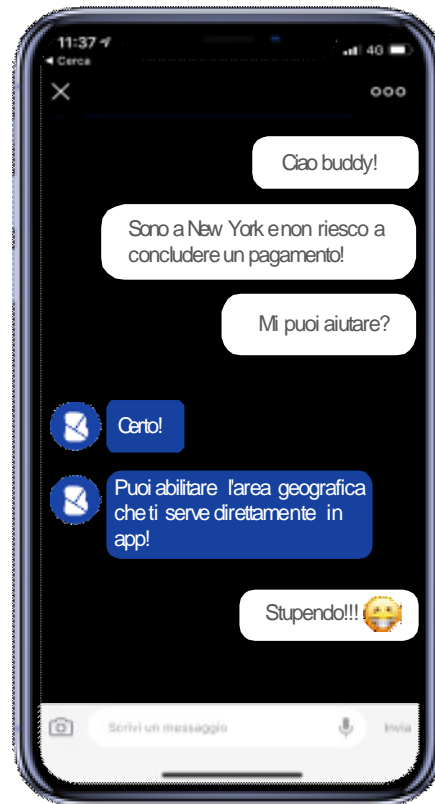 11:37
4G
Cerca
Ciao buddy!
Sono a New York e non riesco a
concludere un pagamento!
Mi puoi aiutare?
Certo!
Puoi abilitare l'area geografica
che ti serve direttamente in
app!
Stupendo!!!
Scrivi un messaggio
Invia